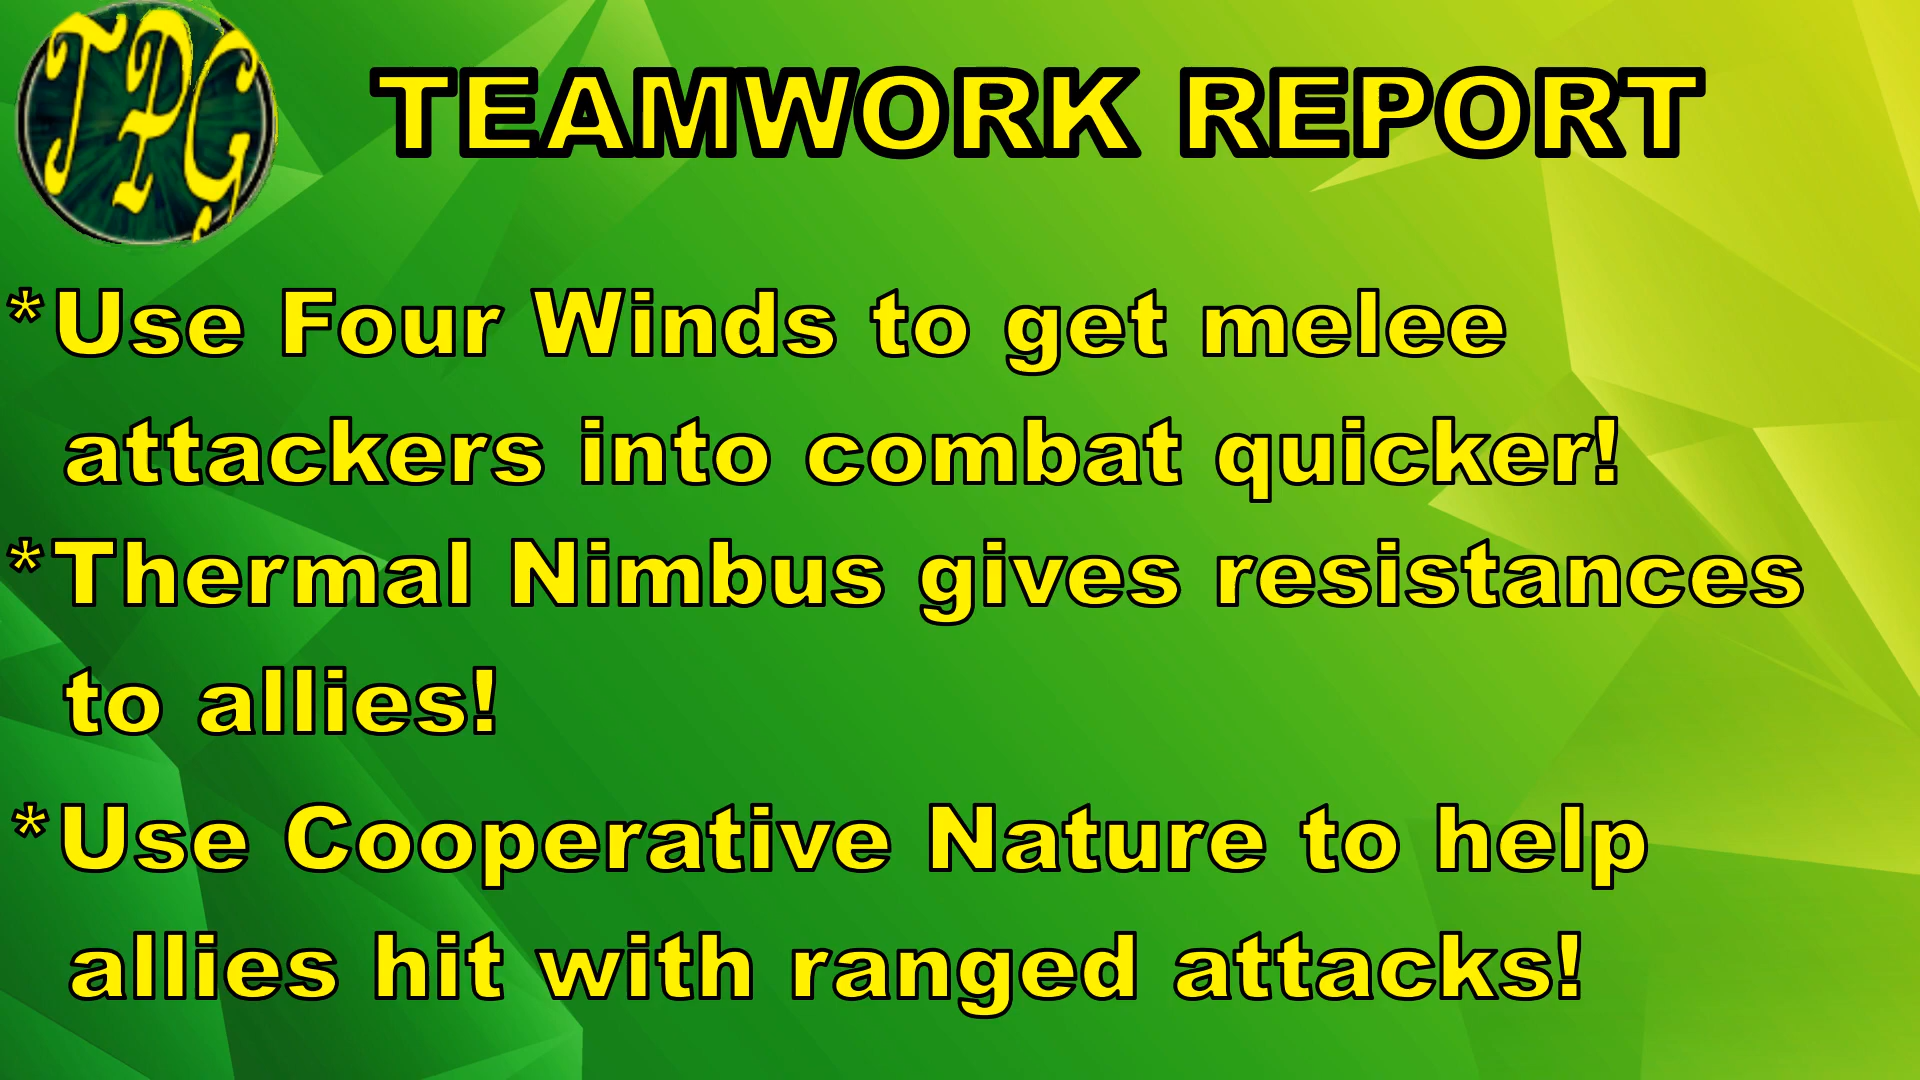 TPG
TEAMWORK REPORT
*Use Four Winds to get melee
attackers into combat quicker!
*Thermal Nimbus gives resistances
to allies!
*Use Cooperative Nature to help
allies hit with ranged attacks!